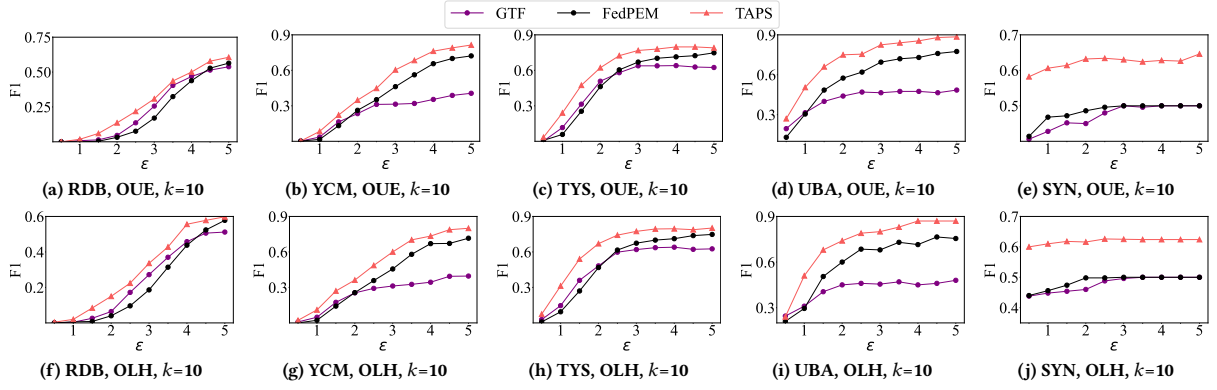 GTF FedPEM TAPS
F1 0.75 0.50 0.25 1 2 3 4 5 ε
F1 0.9 0.6 0.3 1 2 3 4 5 ε
F1 0.9 0.6 0.3 1 2 3 4 5 ε
F1 0.9 0.6 0.3 1 2 3 4 5 ε
F1 0.7 0.6 0.5 1 2 3 4 5 ε
(a) RDB, OUE, k=10 (b) YCM, OUE, k=10 (c) TYS, OUE, k=10 (d) UBA, OUE, k=10 (e) SYN, OUE, k=10
F1 0.6 0.4 0.2 1 2 3 4 5 ε
F1 0.9 0.6 0.3 1 2 3 4 5 ε
F1 0.9 0.6 0.3 1 2 3 4 5 ε
F1 0.9 0.6 0.3 1 2 3 4 5 ε
F1 0.7 0.6 0.5 0.4 1 2 3 4 5 ε
(f) RDB, OLH, k=10 (g) YCM, OLH, k=10 (h) TYS, OLH, k=10 (i) UBA, OLH, k=10 (j) SYN, OLH, k=10